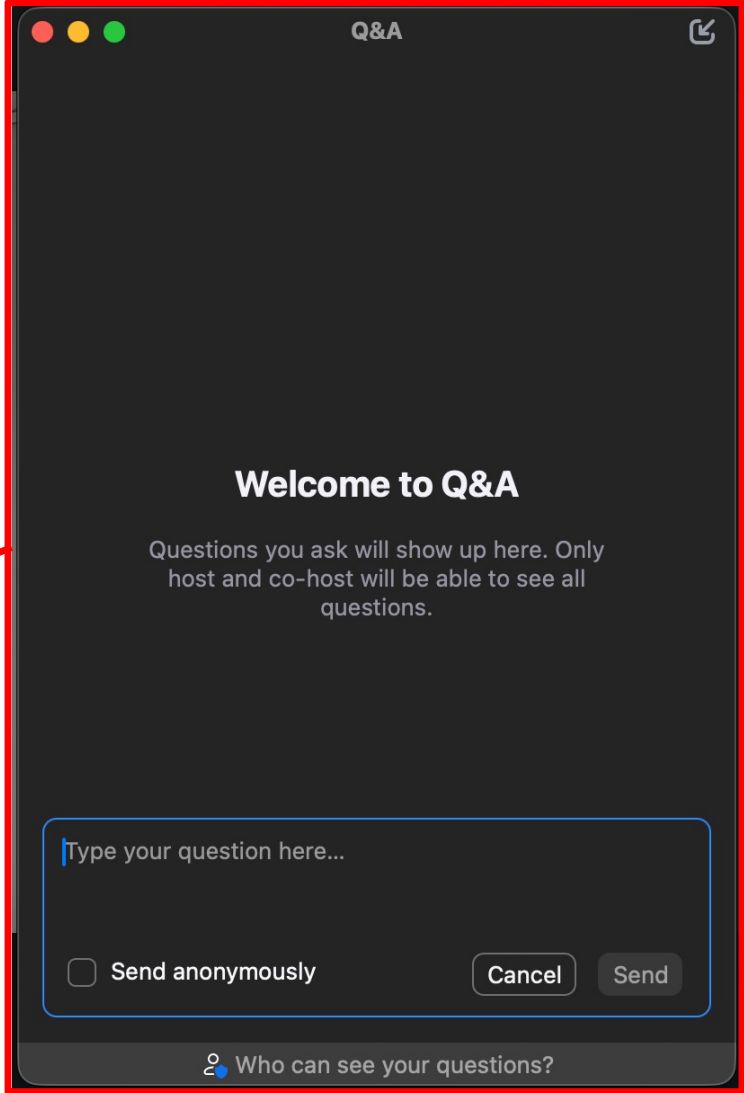 Q&A
Welcome to Q&A
Questions you ask will show up here. Only
host and co-host will be able to see all
questions.
Type your question here...
Send anonymously
Cancel
Send
Who can see your questions?